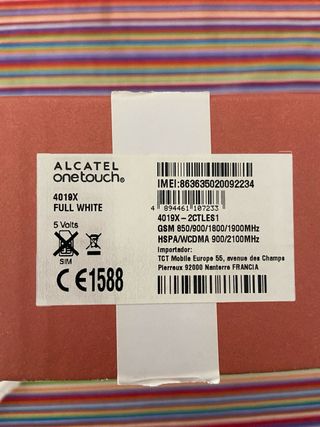 ALCATEL
onetouch®
4019X
FULL WHITE
5 Volts
SIM
CE1588
IMEI:863635020092234
4 894461 107233
4019X-2CTLES1
GSM 850/900/1800/1900MHz
HSPA/WCDMA 900/2100MHz
Importador:
TCT Mobile Europe 55, avenue des Champs
Pierreux 92000 Nanterre FRANCIA